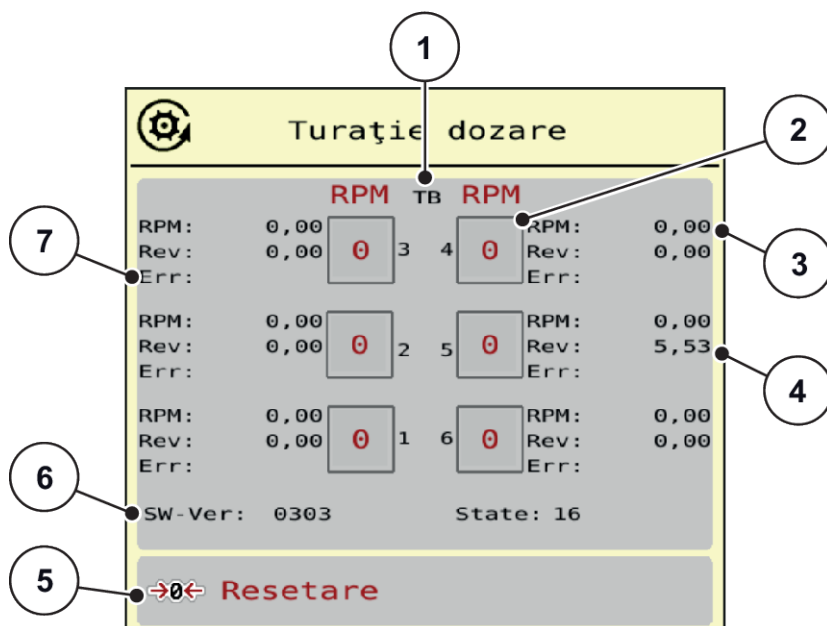 1
Turaţie dozare
2
RPM TB RPM
RPM: 0,00 RPM: 0,00
7 Rev: 0,00 0 3 4 0 Rev: 0,00 3
Err: Err:
RPM: 0,00 RPM: 0,00
Rev: 0,00 0 2 5 0 Rev: 5,53
Err: Err:
4
RPM: 0,00 RPM: 0,00
Rev: 0,00 0 1 6 0 Rev: 0,00
Err: Err:
6
SW-Ver: 0303 State: 16
5
→0← Resetare